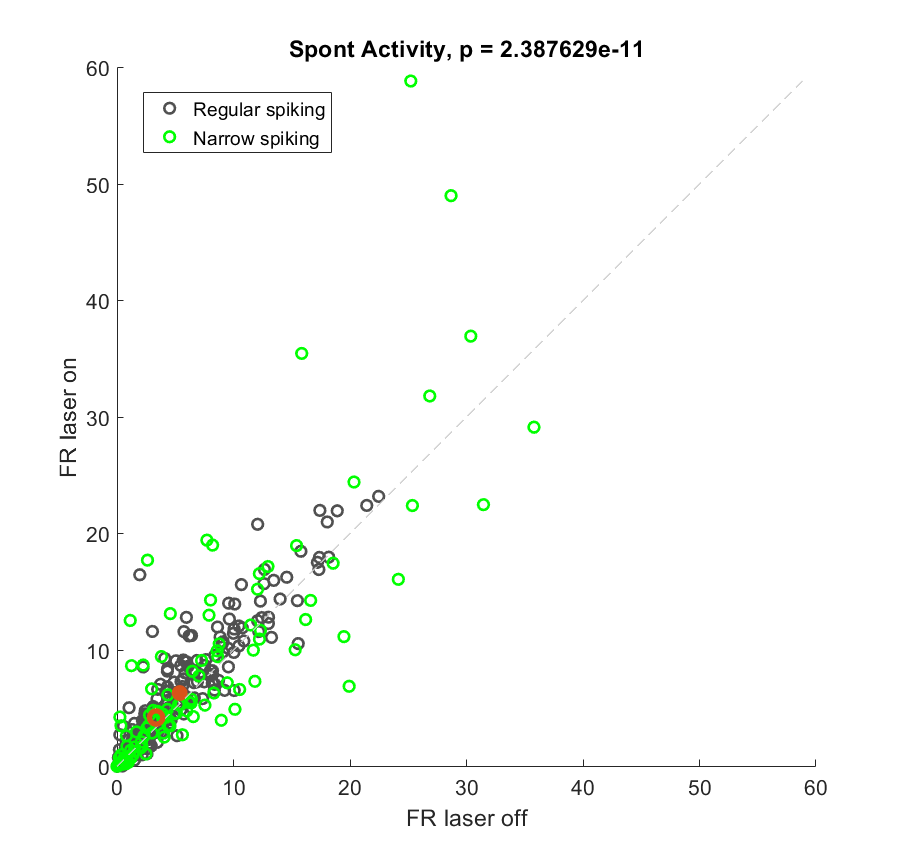 Spont Activity, p = 2.387629e-11
60
50
40
30
20
10
0
Regular spiking
Narrow spiking
FR laser on
0 10 20 30 40 50 60
FR laser off